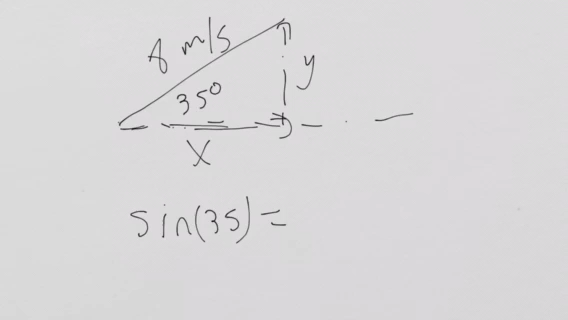 8 m/s
y
35°
x
sin(35) =